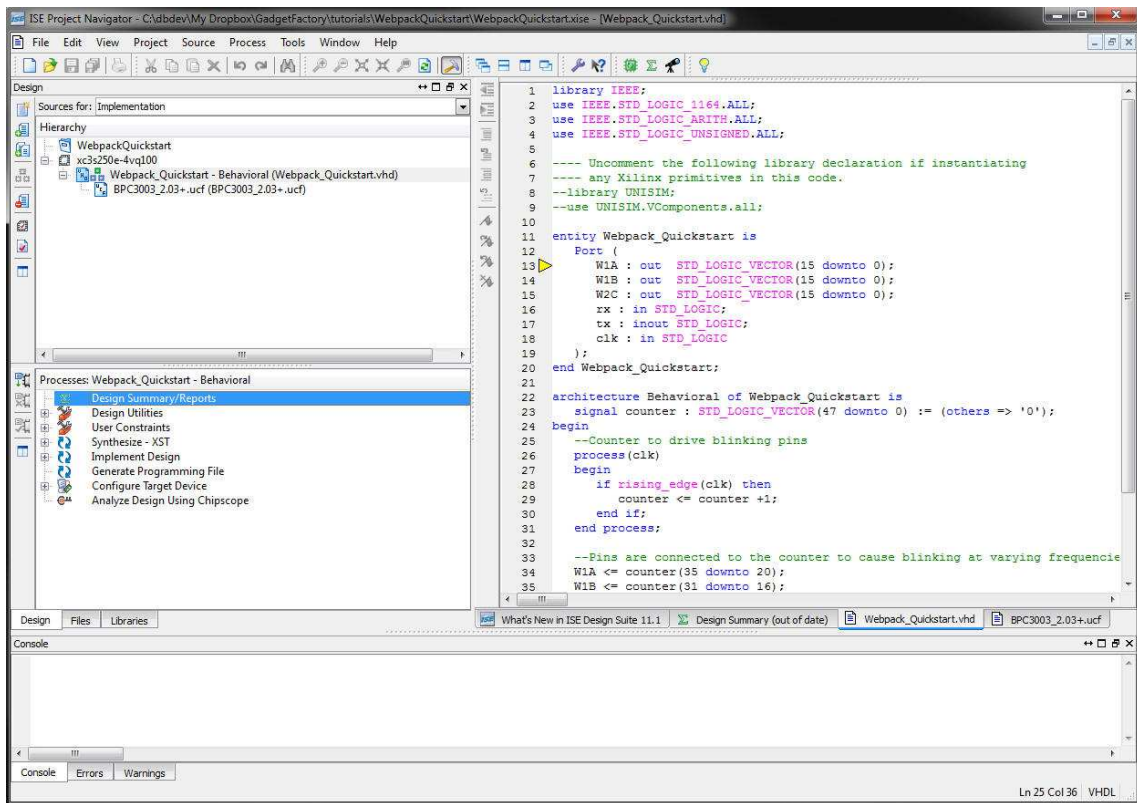 ISE Project Navigator - C:\dbdev\My Dropbox\GadgetFactory\tutorials\WebpackQuickstart\WebpackQuickstart.xise - [Webpack_Quickstart.vhd]
File Edit View Project Source Process Tools Window Help
Design
Sources for: Implementation
Hierarchy
WebpackQuickstart
xc3s250e-4vq100
Webpack_Quickstart - Behavioral (Webpack_Quickstart.vhd)
BPC3003_2.03+.ucf (BPC3003_2.03+.ucf)
Processes: Webpack_Quickstart - Behavioral
Design Summary/Reports
Design Utilities
User Constraints
Synthesize - XST
Implement Design
Generate Programming File
Configure Target Device
Analyze Design Using Chipscope
Design Files Libraries
1 library IEEE;
2 use IEEE.STD_LOGIC_1164.ALL;
3 use IEEE.STD_LOGIC_ARITH.ALL;
4 use IEEE.STD_LOGIC_UNSIGNED.ALL;
5
6 ---- Uncomment the following library declaration if instantiating
7 ---- any Xilinx primitives in this code.
8 --library UNISIM;
9 --use UNISIM.VComponents.all;
10
11 entity Webpack_Quickstart is
12 Port (
13 W1A : out STD_LOGIC_VECTOR(15 downto 0);
14 W1B : out STD_LOGIC_VECTOR(15 downto 0);
15 W2C : out STD_LOGIC_VECTOR(15 downto 0);
16 rx : in STD_LOGIC;
17 tx : inout STD_LOGIC;
18 clk : in STD_LOGIC
19 );
20 end Webpack_Quickstart;
21
22 architecture Behavioral of Webpack_Quickstart is
23 signal counter : STD_LOGIC_VECTOR(47 downto 0) := (others => '0');
24 begin
25 --Counter to drive blinking pins
26 process(clk)
27 begin
28 if rising_edge(clk) then
29 counter <= counter +1;
30 end if;
31 end process;
32
33 --Pins are connected to the counter to cause blinking at varying frequencie
34 W1A <= counter(35 downto 20);
35 W1B <= counter(31 downto 16);
What's New in ISE Design Suite 11.1 Design Summary (out of date) Webpack_Quickstart.vhd BPC3003_2.03+.ucf
Console
Console Errors Warnings
Ln 25 Col 36 VHDL